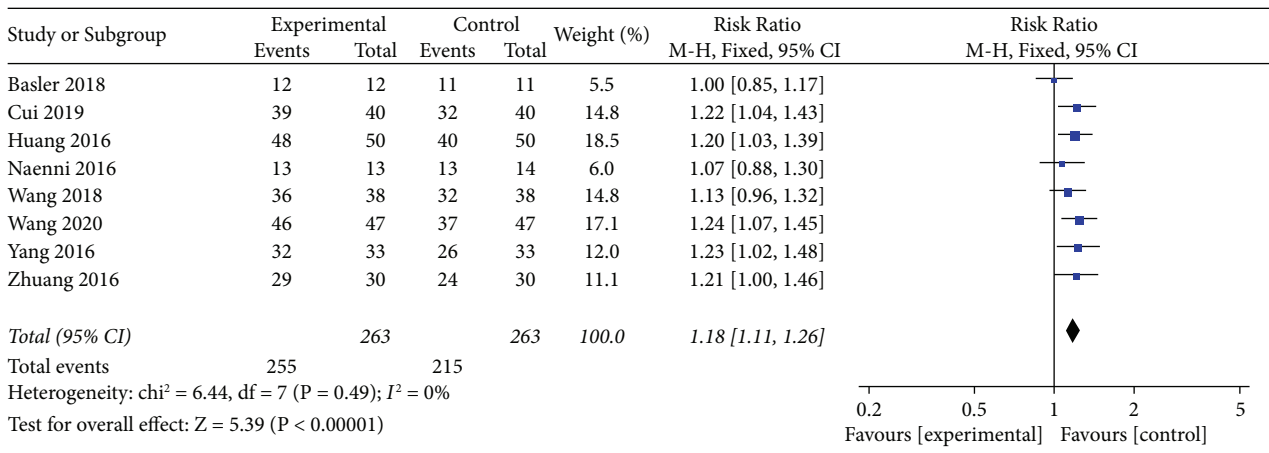 Study or Subgroup Experimental Control Weight (%) Risk Ratio Risk Ratio
Events Total Events Total M-H, Fixed, 95% CI M-H, Fixed, 95% CI
Basler 2018 12 12 11 11 5.5 1.00 [0.85, 1.17]
Cui 2019 39 40 32 40 14.8 1.22 [1.04, 1.43]
Huang 2016 48 50 40 50 18.5 1.20 [1.03, 1.39]
Naenni 2016 13 13 13 14 6.0 1.07 [0.88, 1.30]
Wang 2018 36 38 32 38 14.8 1.13 [0.96, 1.32]
Wang 2020 46 47 37 47 17.1 1.24 [1.07, 1.45]
Yang 2016 32 33 26 33 12.0 1.23 [1.02, 1.48]
Zhuang 2016 29 30 24 30 11.1 1.21 [1.00, 1.46]
Total (95% CI) 263 263 100.0 1.18 [1.11, 1.26]
Total events 255 215
Heterogeneity: chi² = 6.44, df = 7 (P = 0.49); I² = 0%
Test for overall effect: Z = 5.39 (P < 0.00001)
0.2 0.5 1 2 5
Favours [experimental] Favours [control]